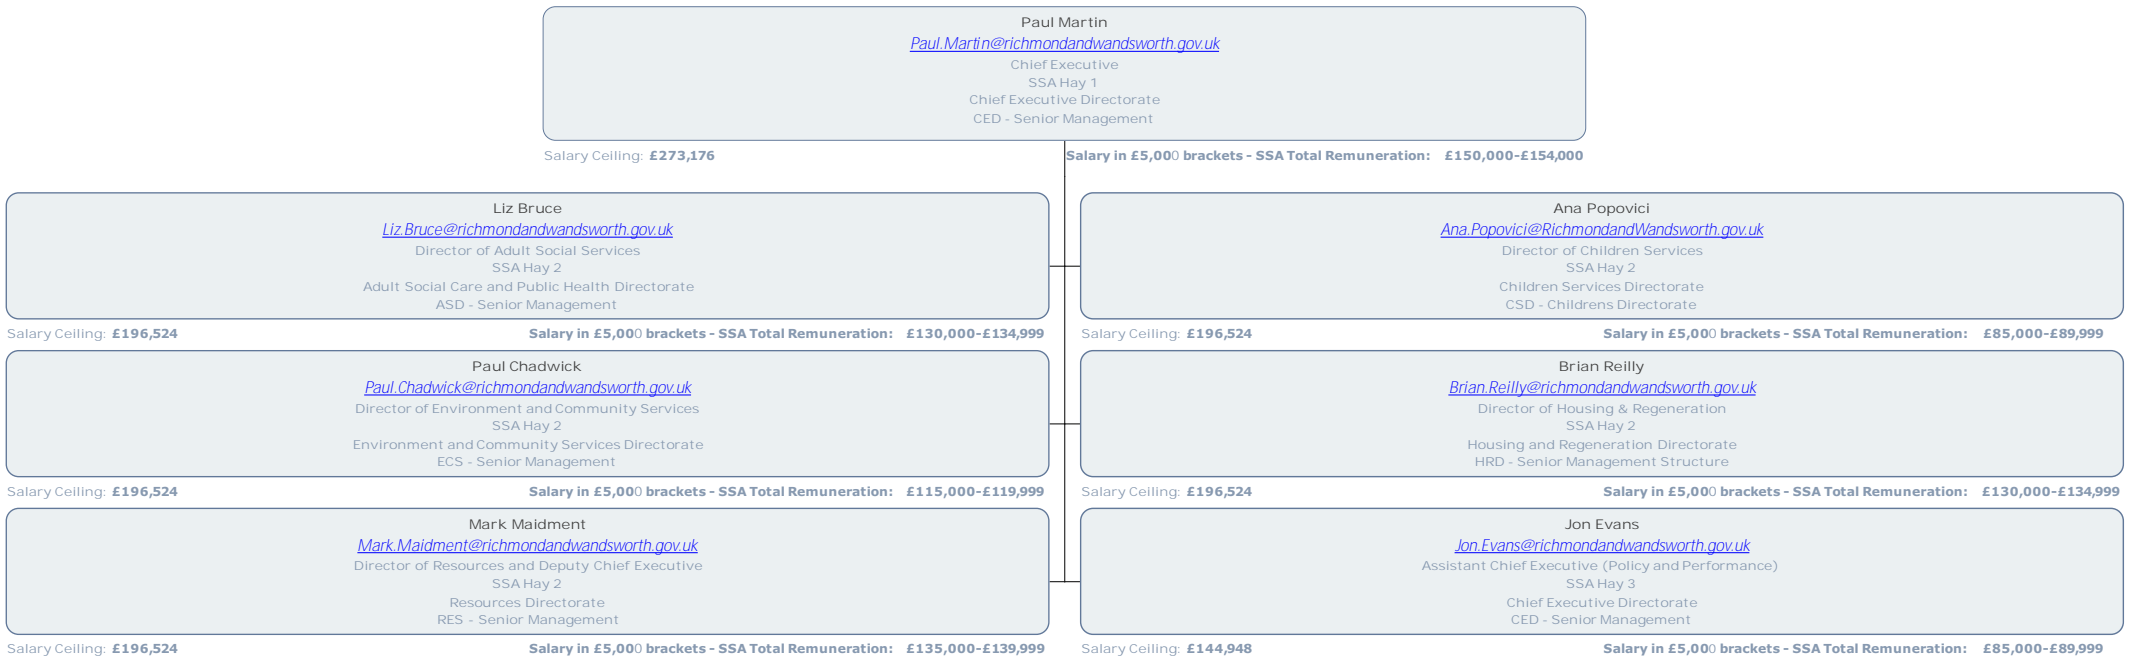 Paul Martin
Paul.Martin@richmondandwandsworth.gov.uk
Chief Executive
SSA Hay 1
Chief Executive Directorate
CED - Senior Management
Salary Ceiling: £273,176 Salary in £5,000 brackets - SSA Total Remuneration: £150,000-£154,000
Liz Bruce
Liz.Bruce@richmondandwandsworth.gov.uk
Director of Adult Social Services
SSA Hay 2
Adult Social Care and Public Health Directorate
ASD - Senior Management
Salary Ceiling: £196,524 Salary in £5,000 brackets - SSA Total Remuneration: £130,000-£134,999
Ana Popovici
Ana.Popovici@RichmondandWandsworth.gov.uk
Director of Children Services
SSA Hay 2
Children Services Directorate
CSD - Childrens Directorate
Salary Ceiling: £196,524 Salary in £5,000 brackets - SSA Total Remuneration: £85,000-£89,999
Paul Chadwick
Paul.Chadwick@richmondandwandsworth.gov.uk
Director of Environment and Community Services
SSA Hay 2
Environment and Community Services Directorate
ECS - Senior Management
Salary Ceiling: £196,524 Salary in £5,000 brackets - SSA Total Remuneration: £115,000-£119,999
Brian Reilly
Brian.Reilly@richmondandwandsworth.gov.uk
Director of Housing & Regeneration
SSA Hay 2
Housing and Regeneration Directorate
HRD - Senior Management Structure
Salary Ceiling: £196,524 Salary in £5,000 brackets - SSA Total Remuneration: £130,000-£134,999
Mark Maidment
Mark.Maidment@richmondandwandsworth.gov.uk
Director of Resources and Deputy Chief Executive
SSA Hay 2
Resources Directorate
RES - Senior Management
Salary Ceiling: £196,524 Salary in £5,000 brackets - SSA Total Remuneration: £135,000-£139,999
Jon Evans
Jon.Evans@richmondandwandsworth.gov.uk
Assistant Chief Executive (Policy and Performance)
SSA Hay 3
Chief Executive Directorate
CED - Senior Management
Salary Ceiling: £144,948 Salary in £5,000 brackets - SSA Total Remuneration: £85,000-£89,999